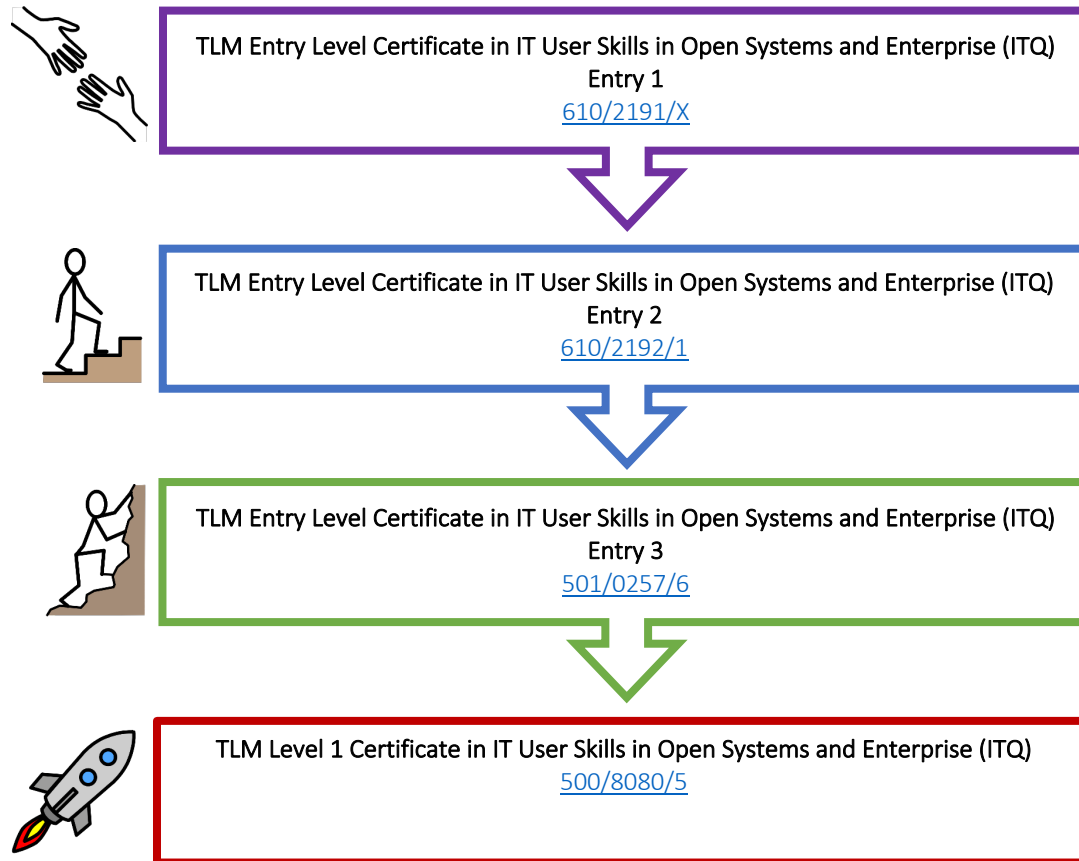 TLM Entry Level Certificate in IT User Skills in Open Systems and Enterprise (ITQ)
Entry 1
610/2191/X
TLM Entry Level Certificate in IT User Skills in Open Systems and Enterprise (ITQ)
Entry 2
610/2192/1
TLM Entry Level Certificate in IT User Skills in Open Systems and Enterprise (ITQ)
Entry 3
501/0257/6
TLM Level 1 Certificate in IT User Skills in Open Systems and Enterprise (ITQ)
500/8080/5